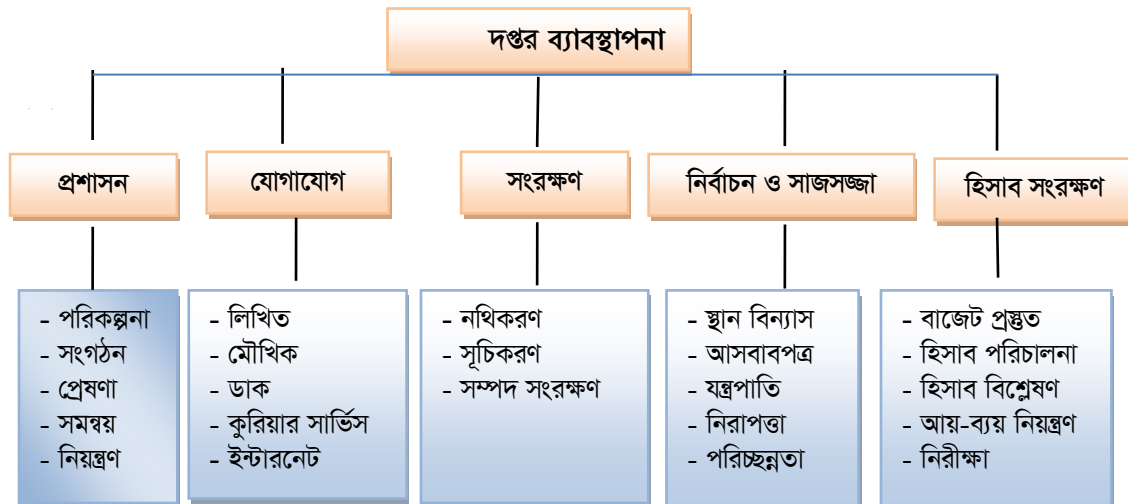 দপ্তর ব্যাবস্থাপনা
প্রশাসন
যোগাযোগ
সংরক্ষণ
নির্বাচন ও সাজসজ্জা
হিসাব সংরক্ষণ
- পরিকল্পনা
- সংগঠন
- প্রেষণা
- সমন্বয়
- নিয়ন্ত্রণ
- লিখিত
- মৌখিক
- ডাক
- কুরিয়ার সার্ভিস
- ইন্টারনেট
- নথিকরণ
- সূচিকরণ
- সম্পদ সংরক্ষণ
- স্থান বিন্যাস
- আসবাবপত্র
- যন্ত্রপাতি
- নিরাপত্তা
- পরিচ্ছন্নতা
- বাজেট প্রস্তুত
- হিসাব পরিচালনা
- হিসাব বিশ্লেষণ
- আয়-ব্যয় নিয়ন্ত্রণ
- নিরীক্ষা